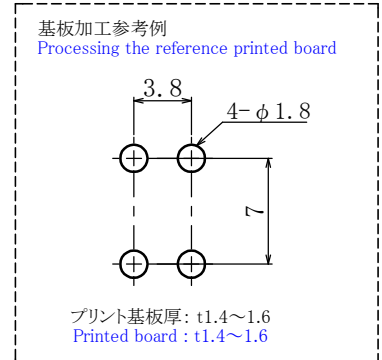 基板加工参考例
Processing the reference printed board
3.8
4-φ1.8
7
プリント基板厚: t1.4～1.6
Printed board : t1.4～1.6